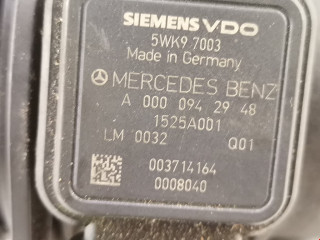 SIEMENS VDO
5WK9 7003
Made in Germany
MERCEDES BENZ
A 000 094 29 48
1525A001
LM 0032 Q01
003714164
0008040